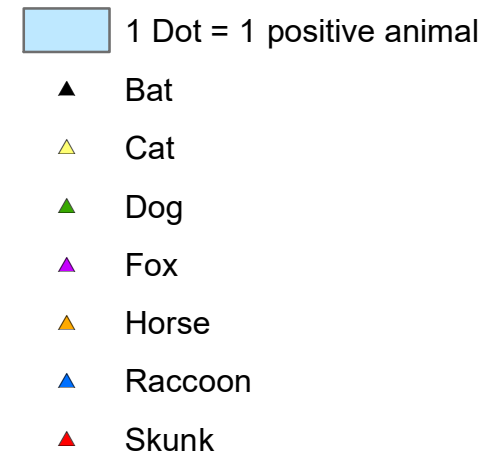 1 Dot = 1 positive animal
Bat
Cat
Dog
Fox
Horse
Raccoon
Skunk